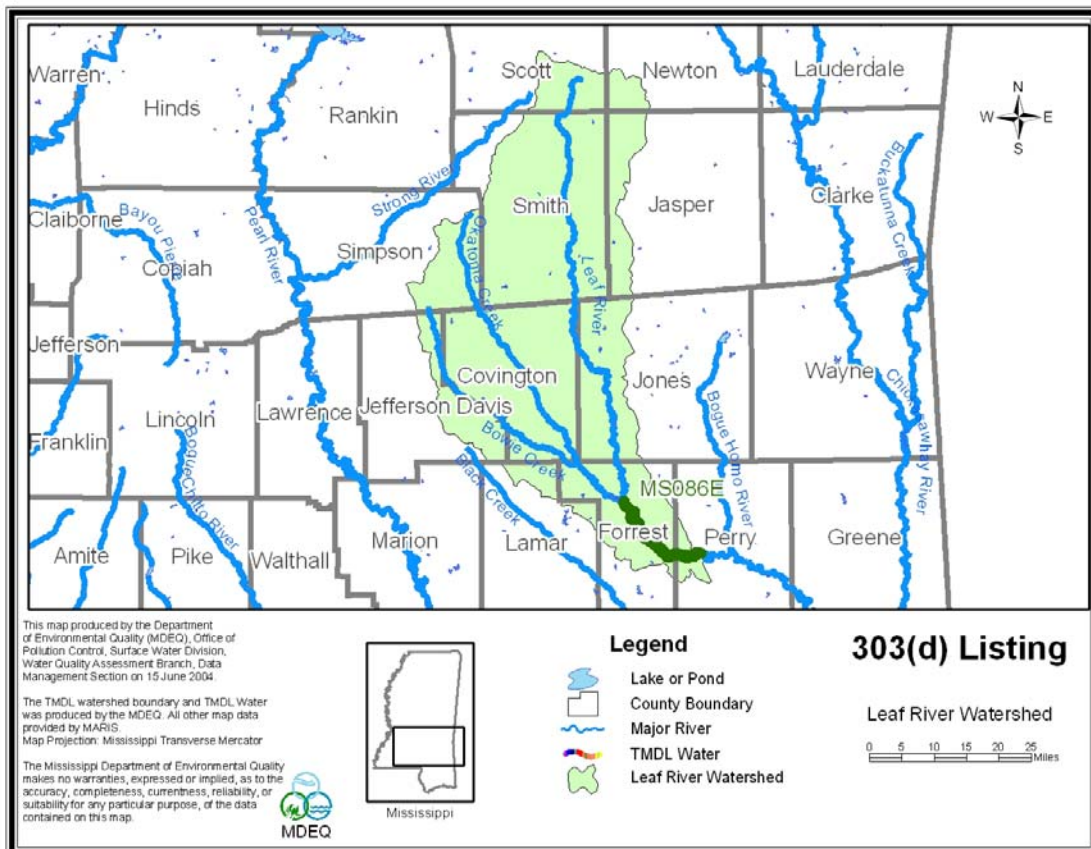 Warren
Hinds
Rankin
Scott
Newton
Lauderdale
N
W E
S
Strong River
Smith
Jasper
Clarke
Buckatunna Creek
Claiborne
Bayou Pierre
Copiah
Pearl River
Simpson
Okatoma Creek
Leaf River
Jefferson
Covington
Jones
Wayne
Chickasawhay River
Lincoln
Lawrence
Jefferson Davis
Bogue Homo River
Franklin
Bogue Chitto River
Bowie Creek
Black Creek
MS086E
Amite
Pike
Walthall
Marion
Lamar
Forrest
Perry
Greene
This map produced by the Department
of Environmental Quality (MDEQ), Office of
Pollution Control, Surface Water Division,
Water Quality Assessment Branch, Data
Management Section on 15 June 2004.
The TMDL watershed boundary and TMDL Water
was produced by the MDEQ. All other map data
provided by MARIS.
Map Projection: Mississippi Transverse Mercator
The Mississippi Department of Environmental Quality
makes no warranties, expressed or implied, as to the
accuracy, completeness, currentness, reliability, or
suitability for any particular purpose, of the data
contained on this map.
MDEQ
Mississippi
Legend
Lake or Pond
County Boundary
Major River
TMDL Water
Leaf River Watershed
303(d) Listing
Leaf River Watershed
0 5 10 15 20 25
Miles